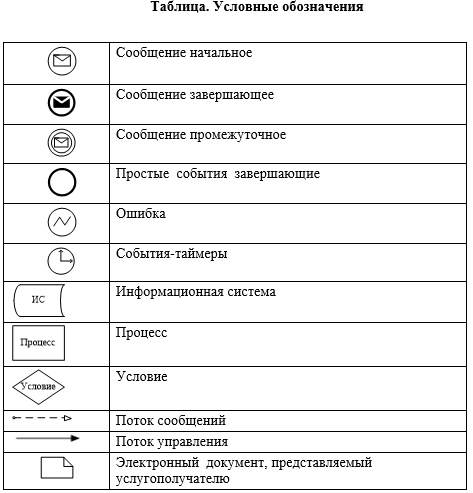 Таблица. Условные обозначения
Сообщение начальное
Сообщение завершающее
Сообщение промежуточное
Простые события завершающие
Ошибка
События-таймеры
ИС
Информационная система
Процесс
Процесс
Условие
Условие
Поток сообщений
Поток управления
Электронный документ, представляемый
услугополучателю